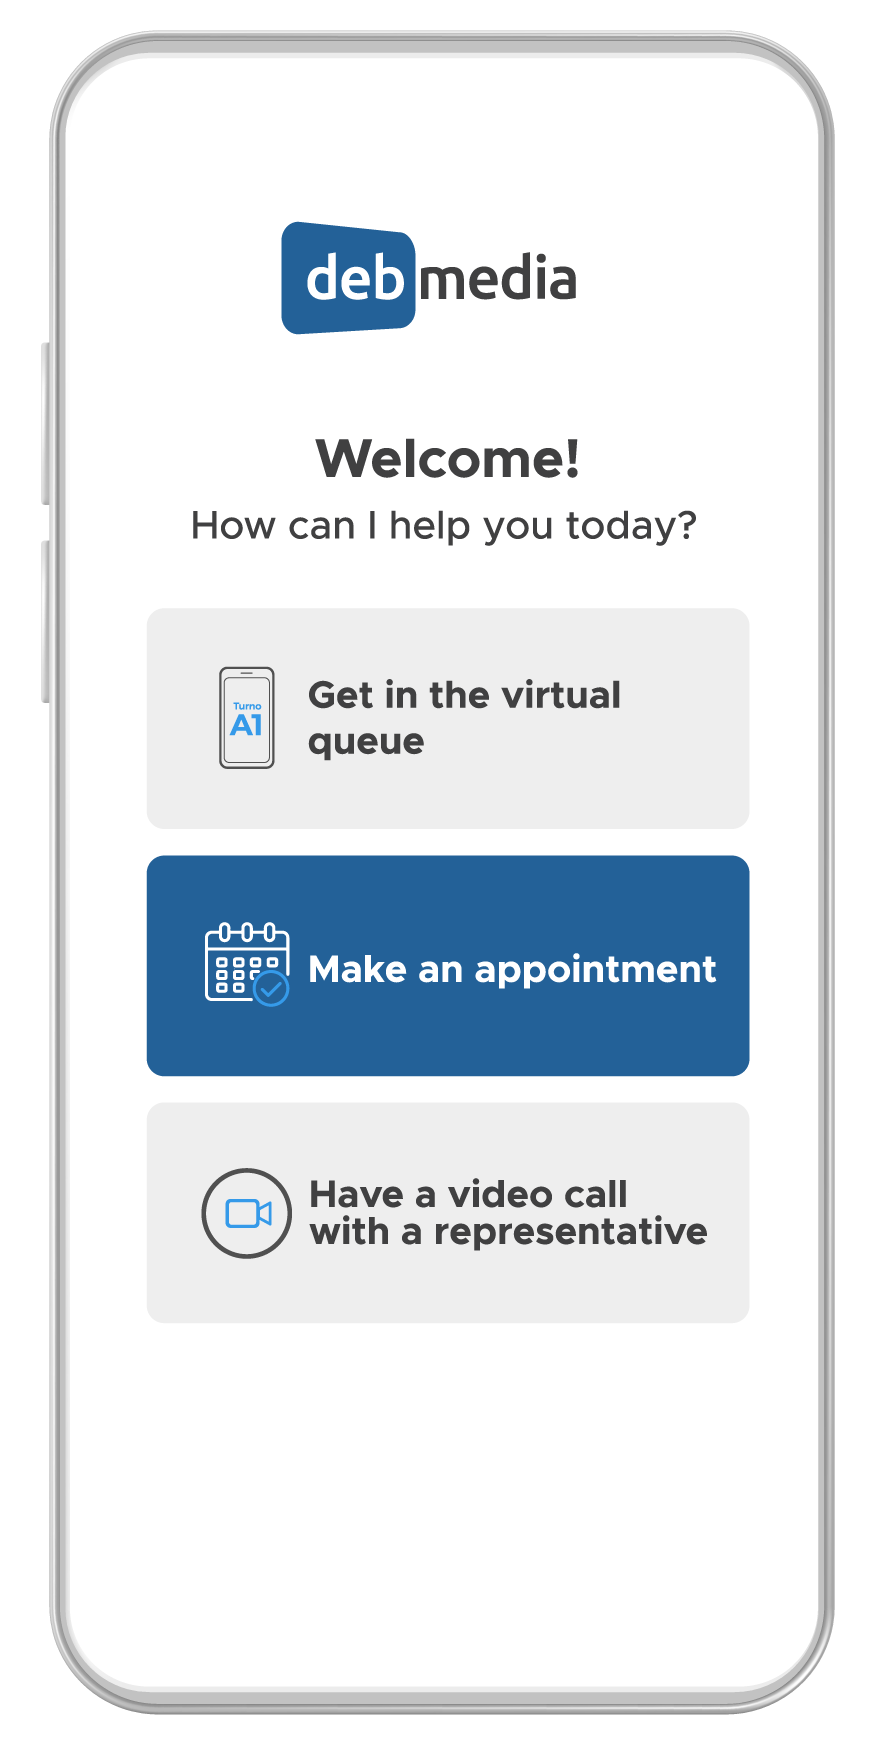 debmedia
Welcome!
How can I help you today?
Turno
A1
Get in the virtual
queue
Make an appointment
Have a video call
with a representative